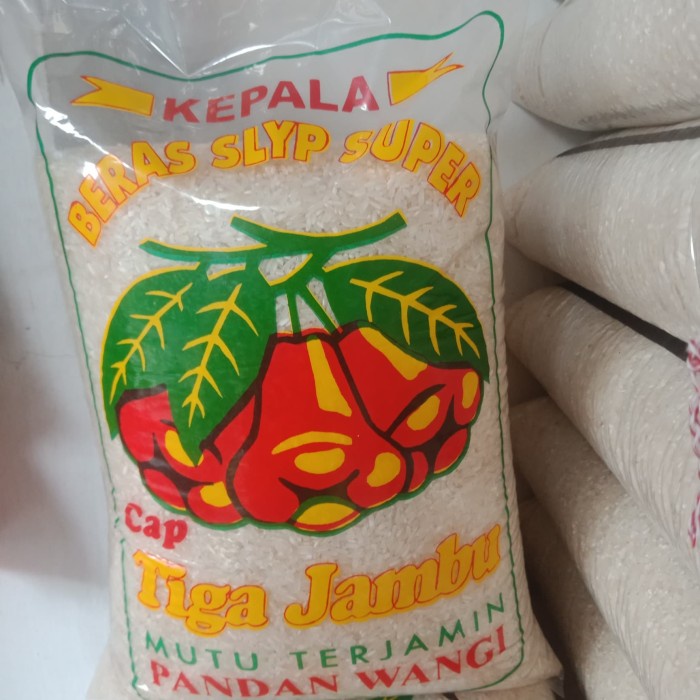 KEPALA
BERAS SLYP SUPER
Cap
Tiga Jambu
MUTU TERJAMIN
PANDAN WANGI